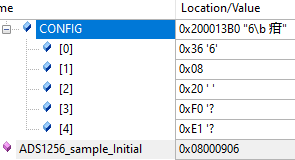 me Location/Value
CONFIG 0x200013B0 "6\b 疳"
[0] 0x36 '6'
[1] 0x08
[2] 0x20 ' '
[3] 0xF0 '?
[4] 0xE1 '?
ADS1256_sample_Initial 0x08000906